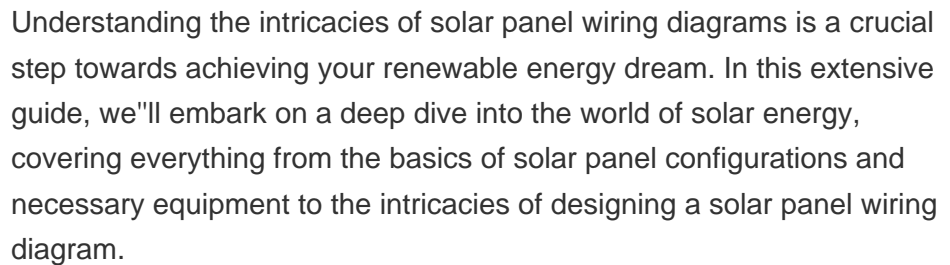 Understanding the intricacies of solar panel wiring diagrams is a crucial
step towards achieving your renewable energy dream. In this extensive
guide, we"ll embark on a deep dive into the world of solar energy,
covering everything from the basics of solar panel configurations and
necessary equipment to the intricacies of designing a solar panel wiring
diagram.